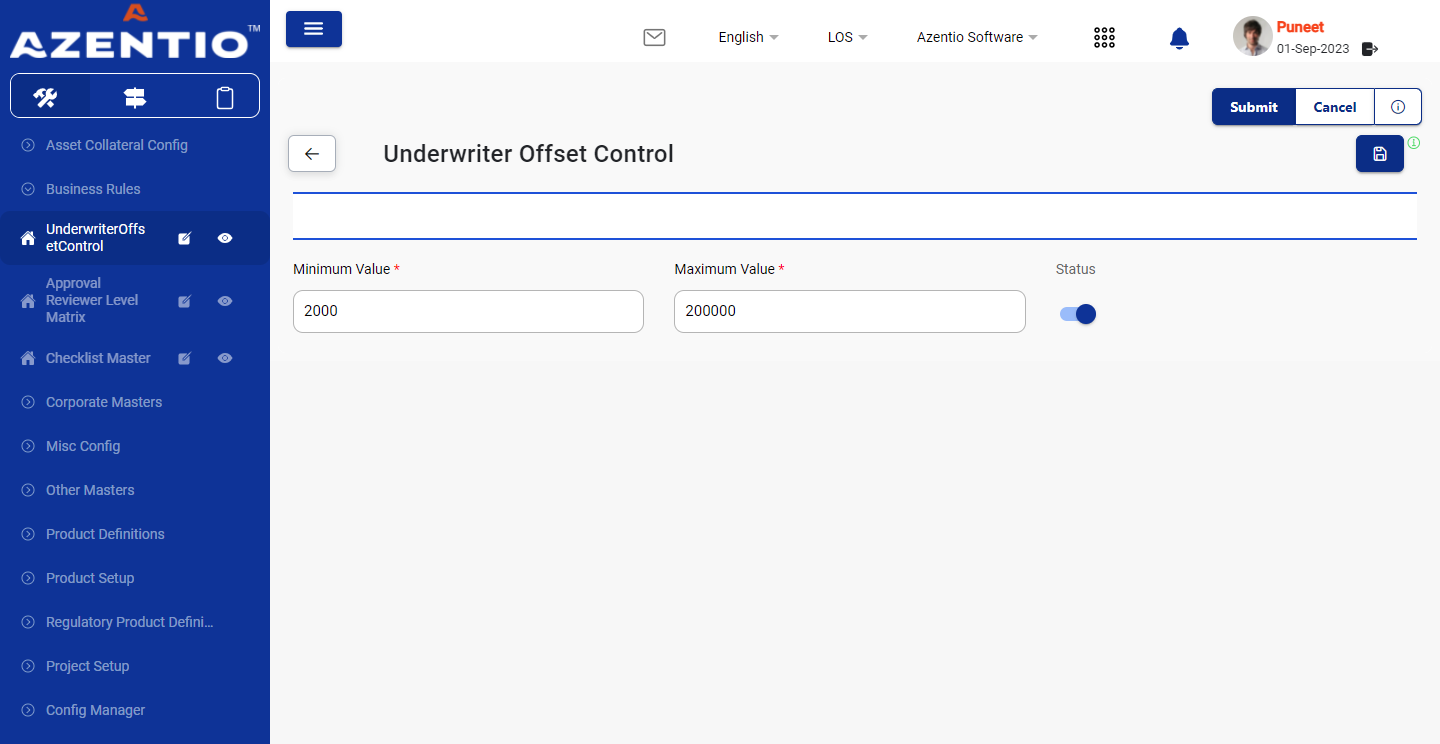 AZENTIO™
English
LOS
Azentio Software
Puneet
01-Sep-2023
Submit
Cancel
Underwriter Offset Control
Minimum Value *
Maximum Value *
Status
2000
200000
Asset Collateral Config
Business Rules
UnderwriterOffs
etControl
Approval
Reviewer Level
Matrix
Checklist Master
Corporate Masters
Misc Config
Other Masters
Product Definitions
Product Setup
Regulatory Product Defini...
Project Setup
Config Manager